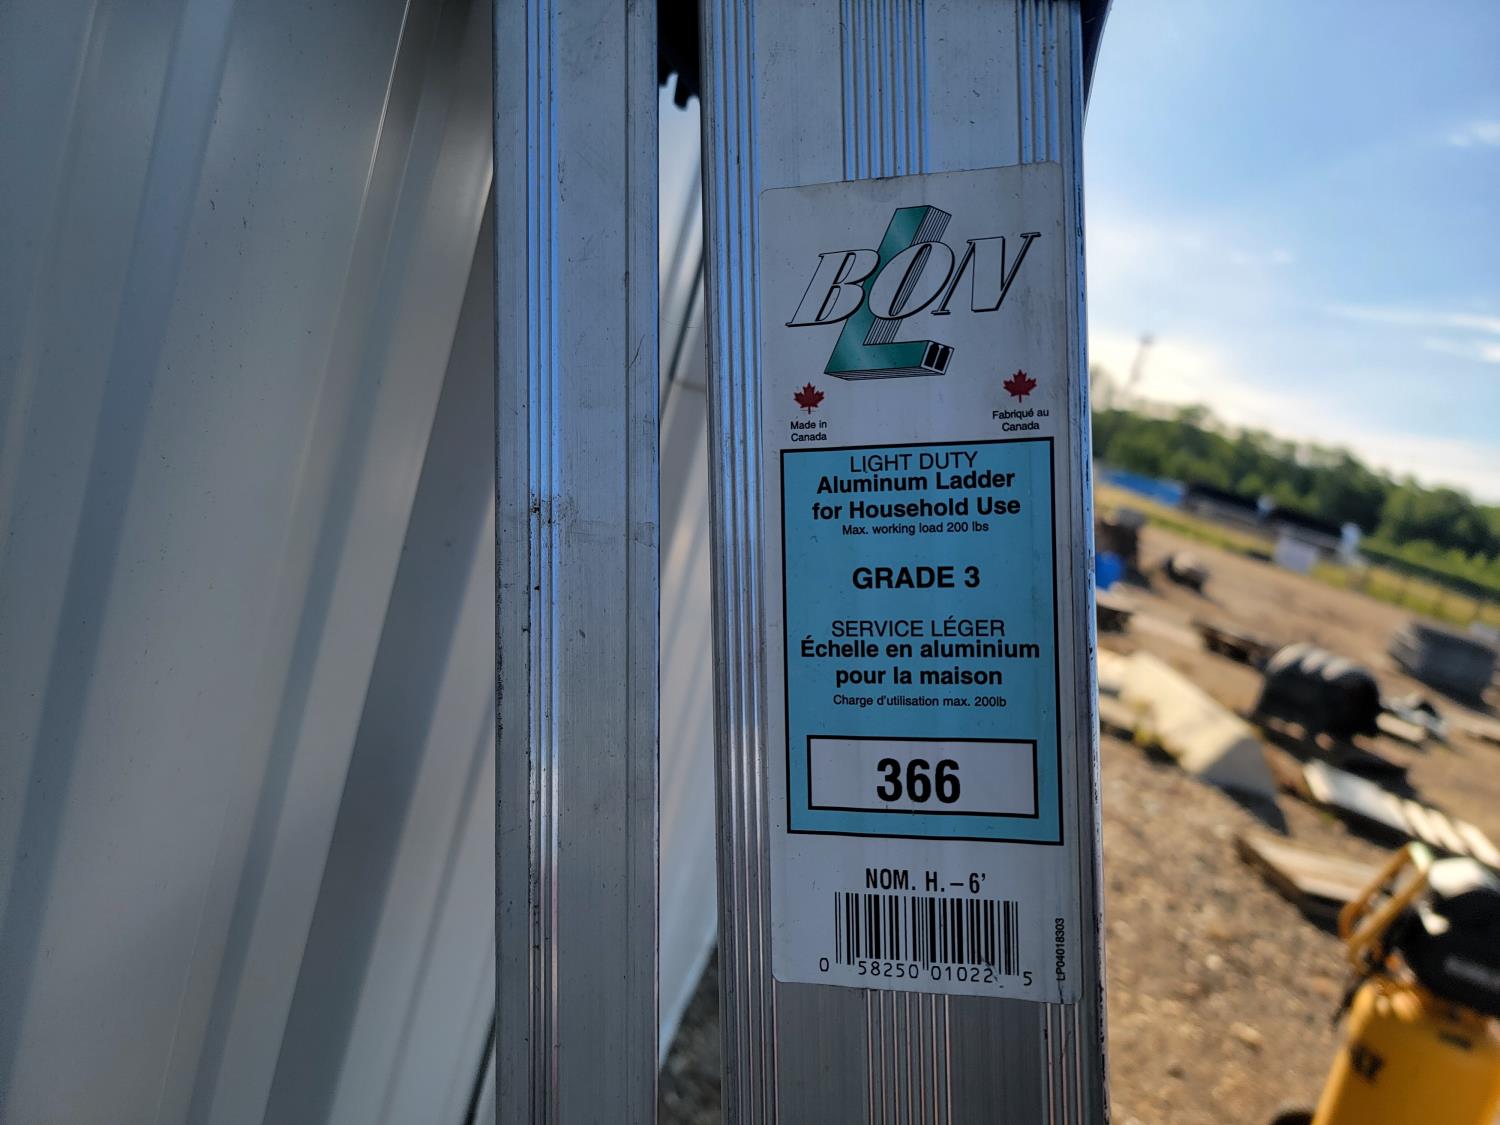 BON
L
Made in
Canada
Fabriqué au
Canada
LIGHT DUTY
Aluminum Ladder
for Household Use
Max. working load 200 lbs
GRADE 3
SERVICE LÉGER
Échelle en aluminium
pour la maison
Charge d'utilisation max. 200lb
366
NOM. H. – 6'
0 58250 01022 5
LP04018303